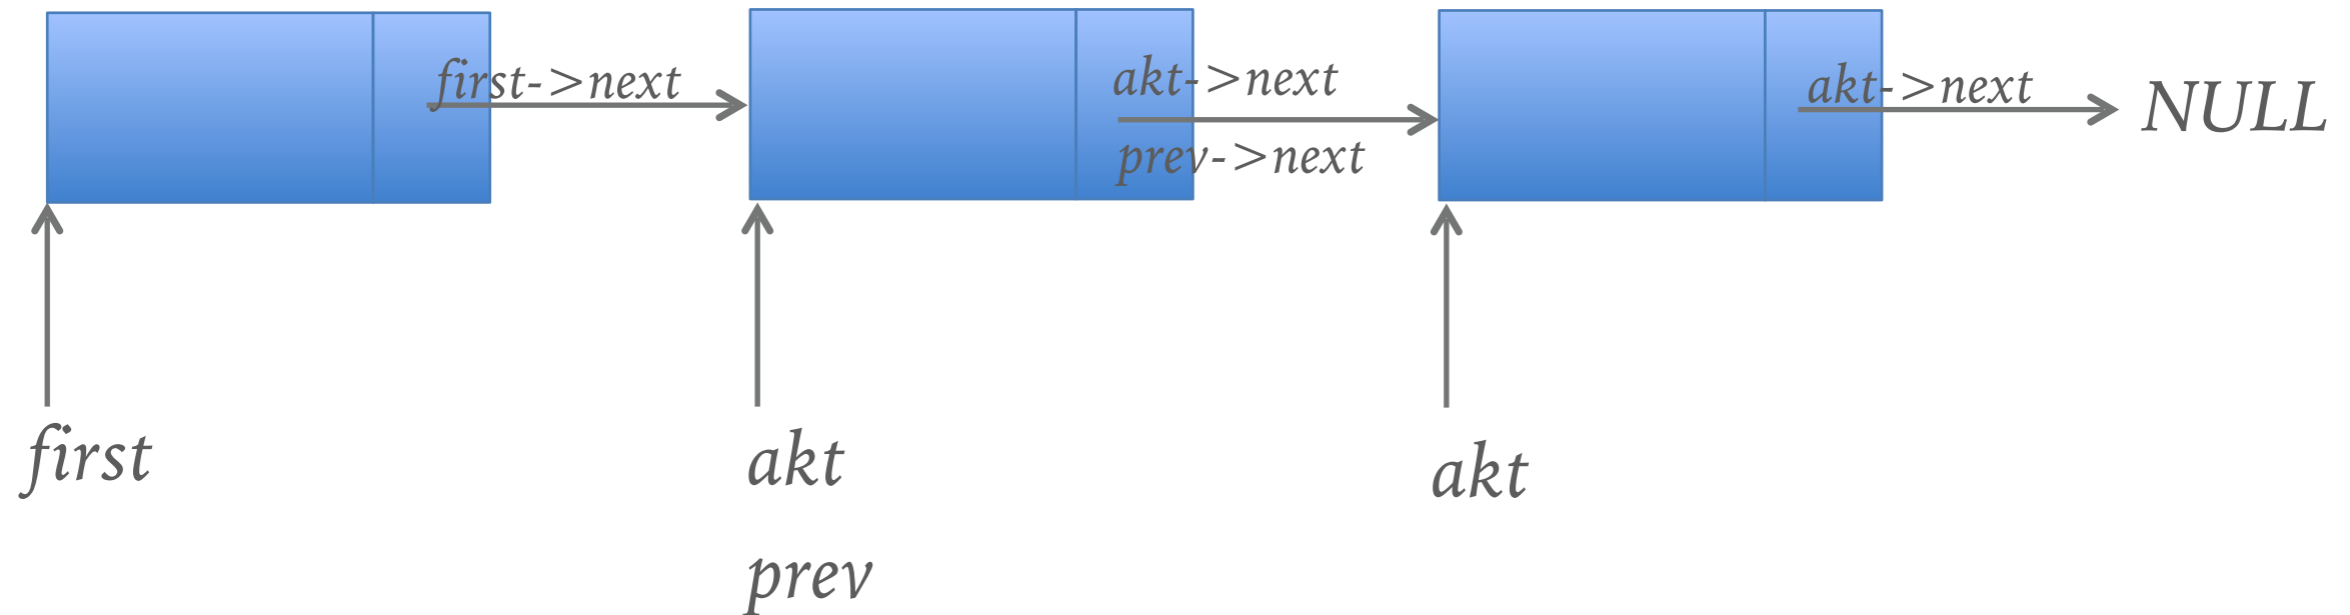 first->next
akt->next
prev->next
akt->next
NULL
first
akt
prev
akt